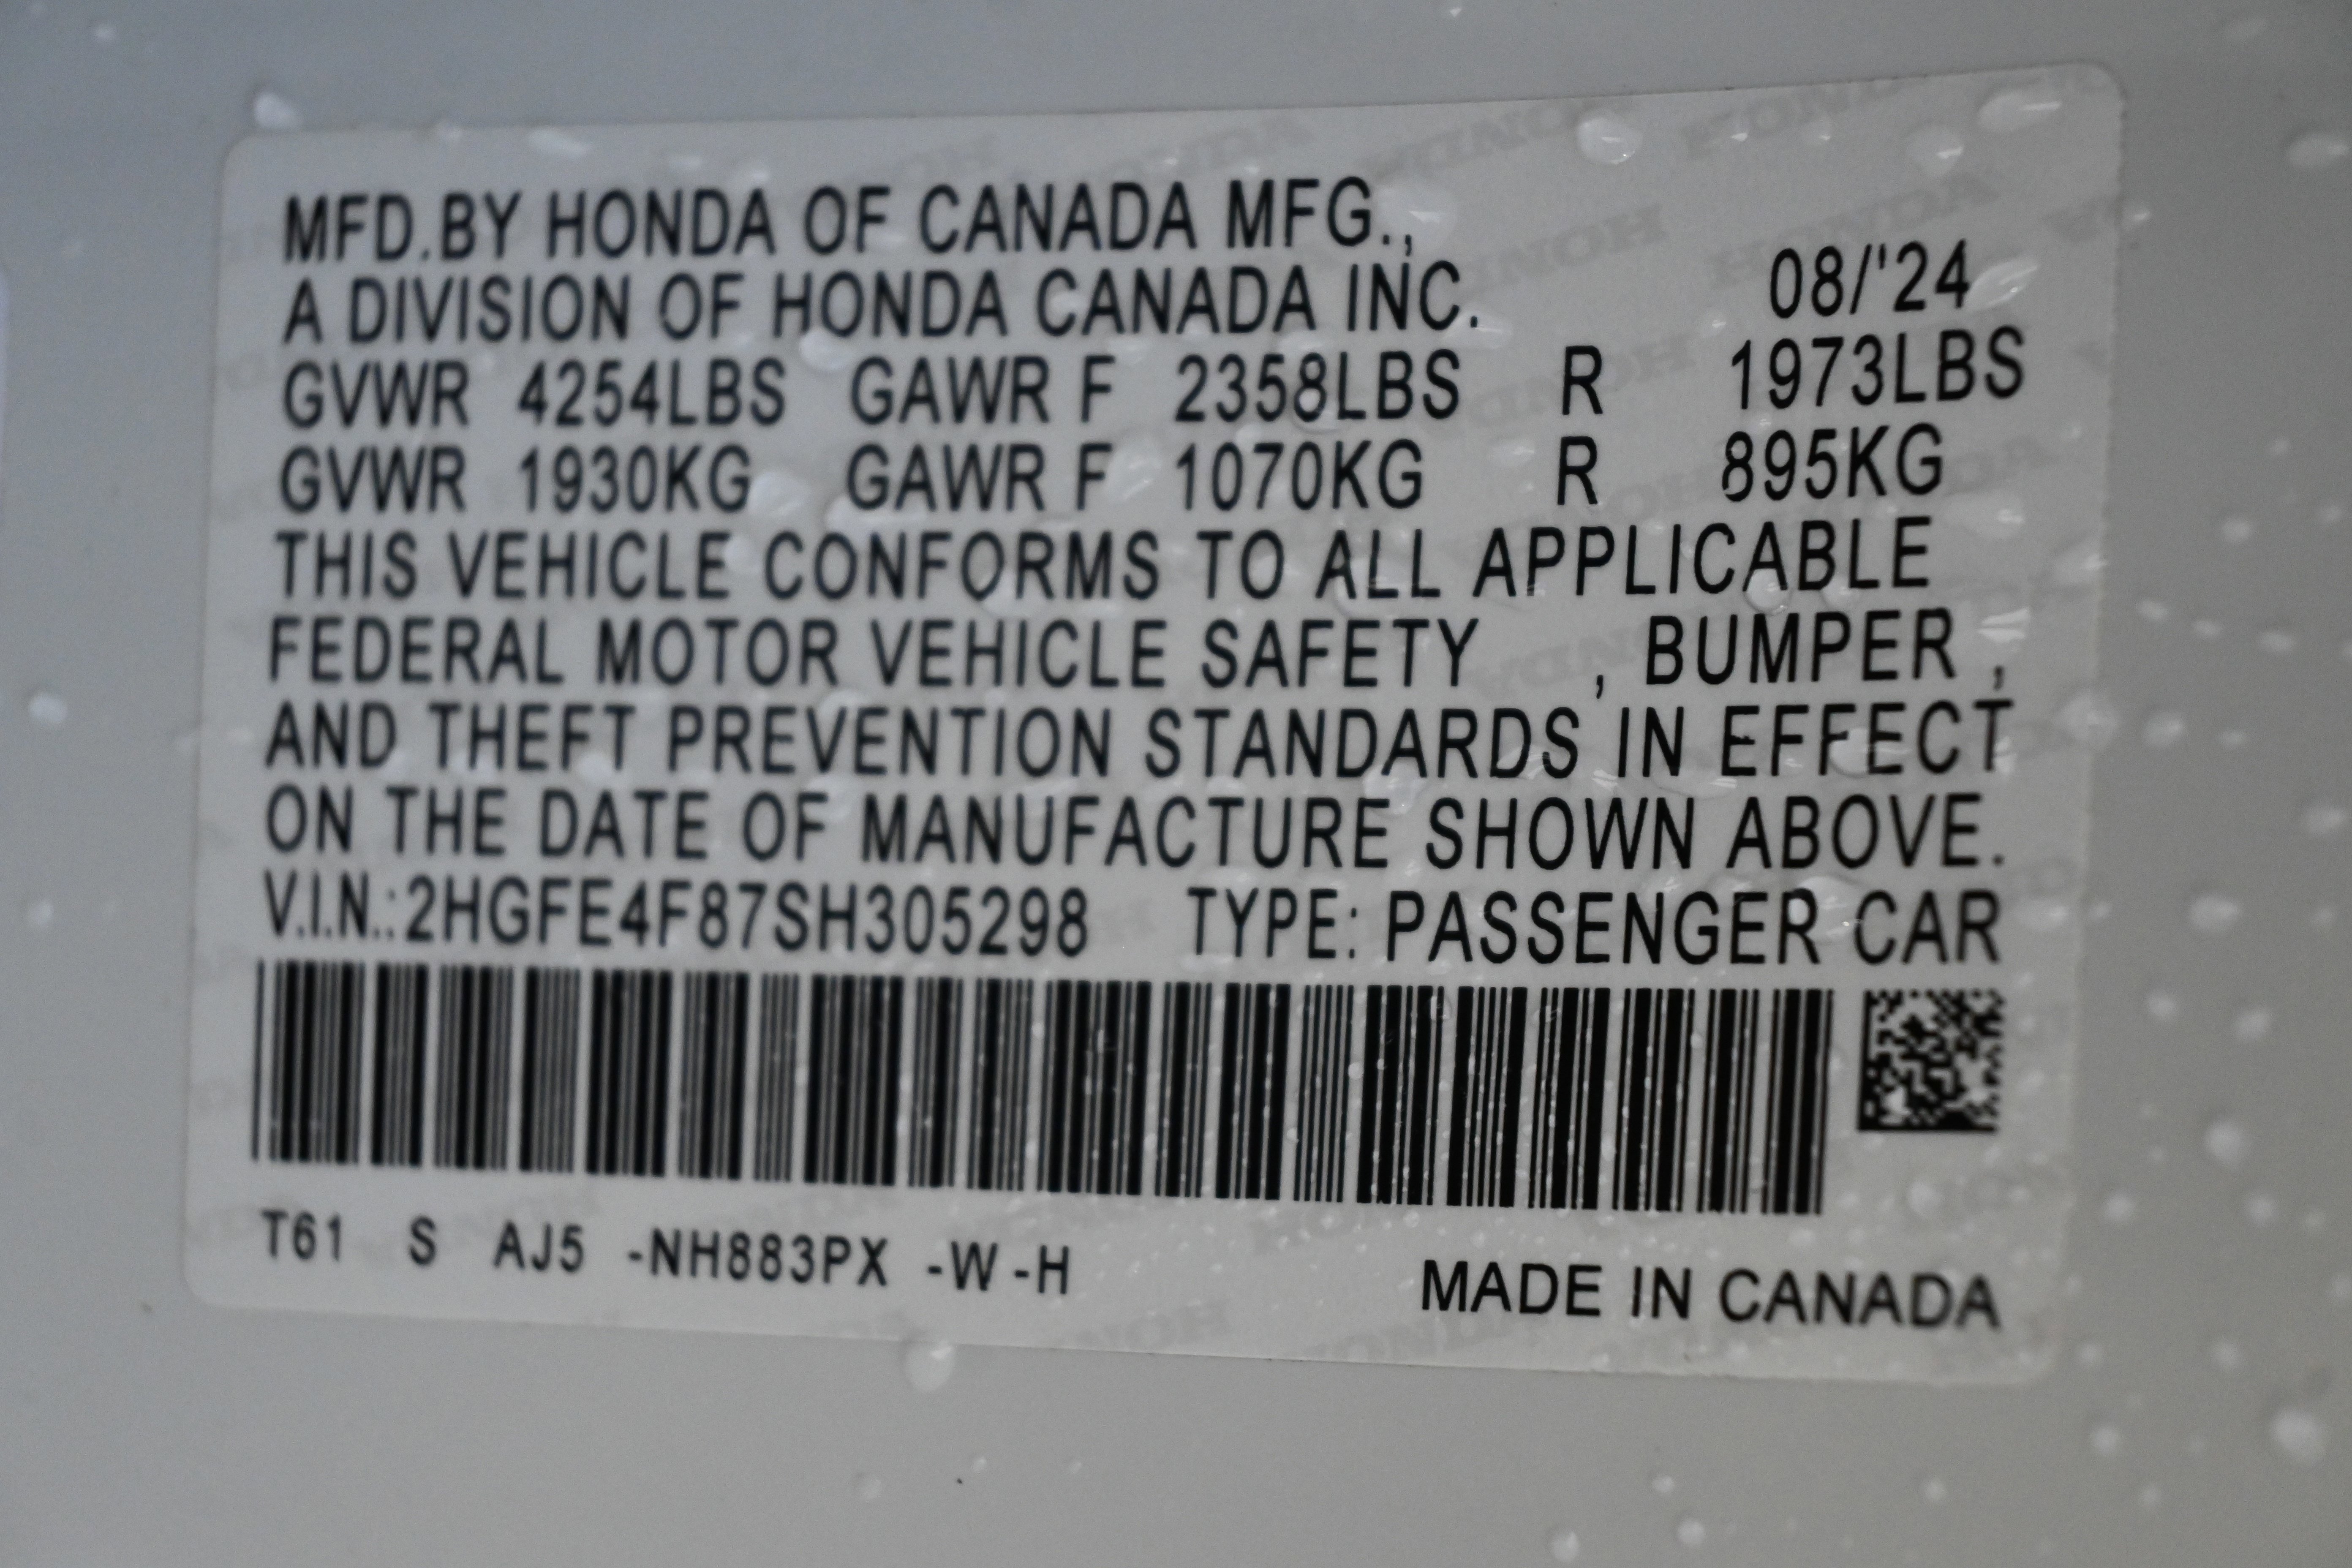 MFD.BY HONDA OF CANADA MFG.,
A DIVISION OF HONDA CANADA INC. 08/'24
GVWR 4254LBS GAWR F 2358LBS R 1973LBS
GVWR 1930KG GAWR F 1070KG R 895KG
THIS VEHICLE CONFORMS TO ALL APPLICABLE
FEDERAL MOTOR VEHICLE SAFETY , BUMPER ,
AND THEFT PREVENTION STANDARDS IN EFFECT
ON THE DATE OF MANUFACTURE SHOWN ABOVE.
V.I.N.:2HGFE4F87SH305298 TYPE: PASSENGER CAR
T61 S AJ5 -NH883PX -W -H
MADE IN CANADA